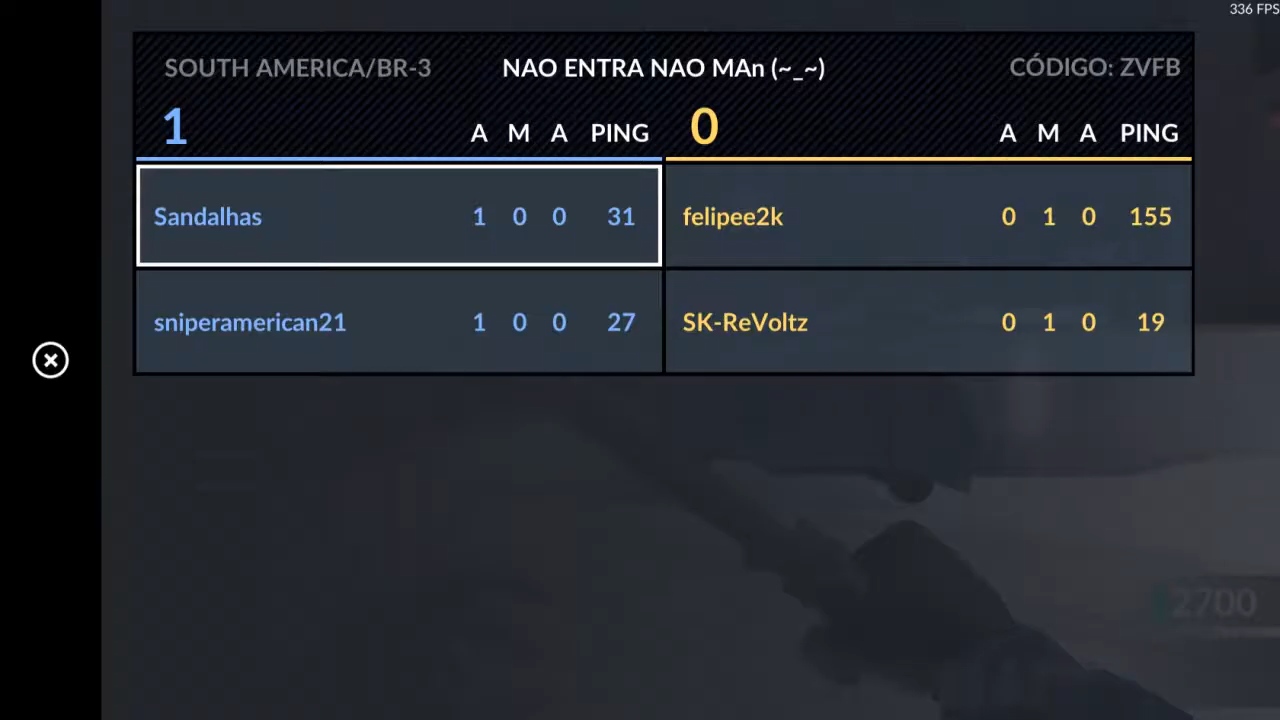 336 FPS
SOUTH AMERICA/BR-3 NAO ENTRA NAO MAn (~_~) CÓDIGO: ZVFB
1 A M A PING 0 A M A PING
Sandalhas 1 0 0 31 felipee2k 0 1 0 155
sniperamerican21 1 0 0 27 SK-ReVoltz 0 1 0 19
2700